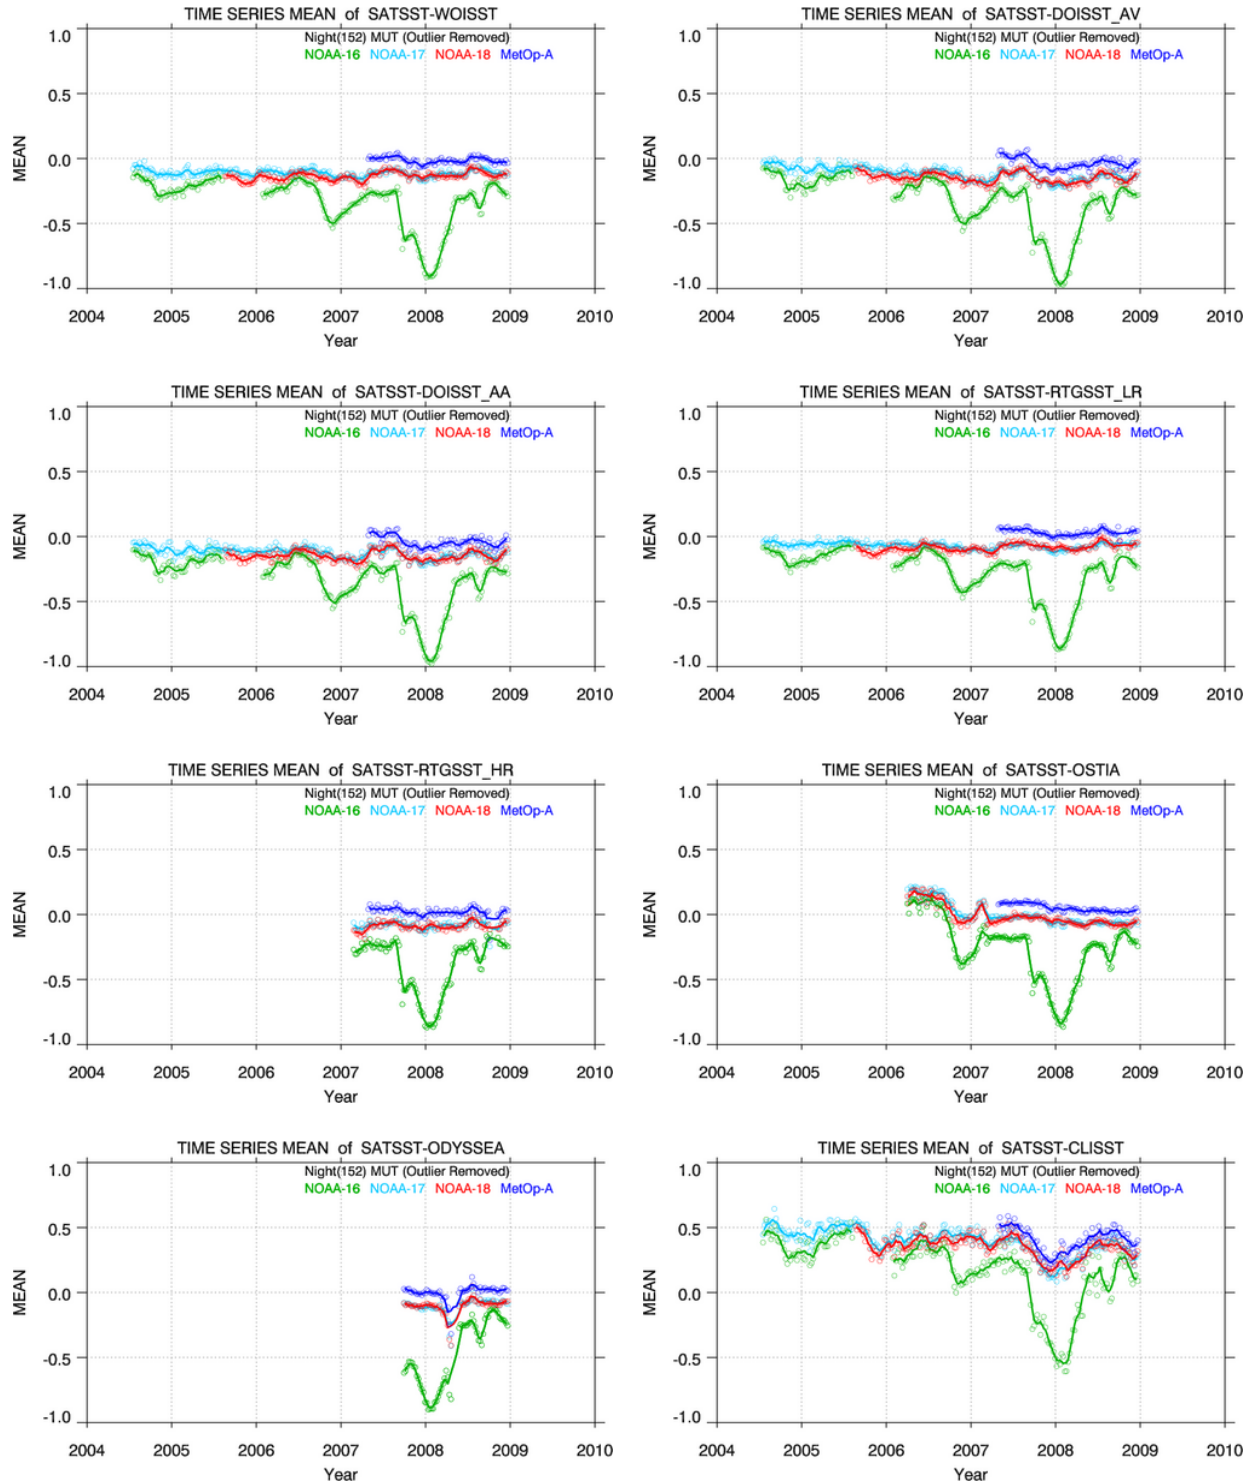 TIME SERIES MEAN of SATSST-WOISST
Night(152) MUT (Outlier Removed)
NOAA-16 NOAA-17 NOAA-18 MetOp-A
1.0
0.5
0.0
-0.5
-1.0
MEAN
2004 2005 2006 2007 2008 2009 2010
Year
TIME SERIES MEAN of SATSST-DOISST_AV
Night(152) MUT (Outlier Removed)
NOAA-16 NOAA-17 NOAA-18 MetOp-A
1.0
0.5
0.0
-0.5
-1.0
MEAN
2004 2005 2006 2007 2008 2009 2010
Year
TIME SERIES MEAN of SATSST-DOISST_AA
Night(152) MUT (Outlier Removed)
NOAA-16 NOAA-17 NOAA-18 MetOp-A
1.0
0.5
0.0
-0.5
-1.0
MEAN
2004 2005 2006 2007 2008 2009 2010
Year
TIME SERIES MEAN of SATSST-RTGSST_LR
Night(152) MUT (Outlier Removed)
NOAA-16 NOAA-17 NOAA-18 MetOp-A
1.0
0.5
0.0
-0.5
-1.0
MEAN
2004 2005 2006 2007 2008 2009 2010
Year
TIME SERIES MEAN of SATSST-RTGSST_HR
Night(152) MUT (Outlier Removed)
NOAA-16 NOAA-17 NOAA-18 MetOp-A
1.0
0.5
0.0
-0.5
-1.0
MEAN
2004 2005 2006 2007 2008 2009 2010
Year
TIME SERIES MEAN of SATSST-OSTIA
Night(152) MUT (Outlier Removed)
NOAA-16 NOAA-17 NOAA-18 MetOp-A
1.0
0.5
0.0
-0.5
-1.0
MEAN
2004 2005 2006 2007 2008 2009 2010
Year
TIME SERIES MEAN of SATSST-ODYSSEA
Night(152) MUT (Outlier Removed)
NOAA-16 NOAA-17 NOAA-18 MetOp-A
1.0
0.5
0.0
-0.5
-1.0
MEAN
2004 2005 2006 2007 2008 2009 2010
Year
TIME SERIES MEAN of SATSST-CLISST
Night(152) MUT (Outlier Removed)
NOAA-16 NOAA-17 NOAA-18 MetOp-A
1.0
0.5
0.0
-0.5
-1.0
MEAN
2004 2005 2006 2007 2008 2009 2010
Year